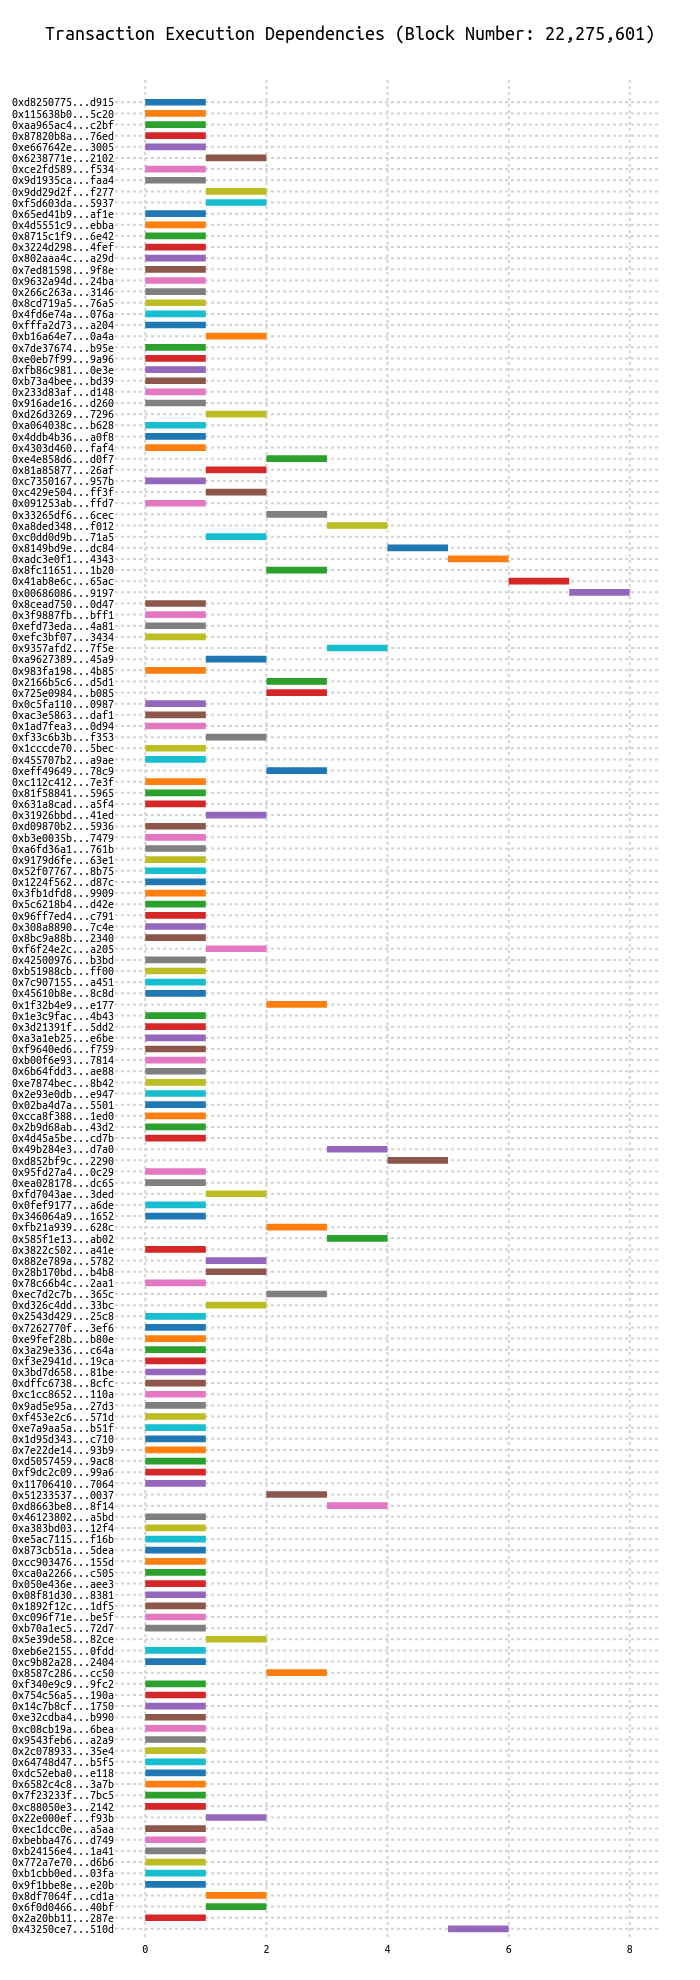 Transaction Execution Dependencies (Block Number: 22,275,601)
0xd8250775...d915
0x115638b0...5c20
0xaa965ac4...c2bf
0x87820b8a...76ed
0xe667642e...3005
0x6238771e...2102
0xce2fd589...f534
0x9d1935ca...faa4
0x9dd29d2f...f277
0xf5d603da...5937
0x65ed41b9...af1e
0x4d5551c9...ebba
0x8715c1f9...6e42
0x3224d298...4fef
0x802aaa4c...a29d
0x7ed81598...9f8e
0x9632a94d...24ba
0x266c263a...3146
0x8cd719a5...76a5
0x4fd6e74a...076a
0xfffa2d73...a204
0xb16a64e7...0a4a
0x7de37674...b95e
0xe0eb7f99...9a96
0xfb86c981...0e3e
0xb73a4bee...bd39
0x233d83af...d148
0x916ade16...d260
0xd26d3269...7296
0xa064038c...b628
0x4ddb4b36...a0f8
0x4303d460...faf4
0xe4e858d6...d0f7
0x81a85877...26af
0xc7350167...957b
0xc429e504...ff3f
0x091253ab...ffd7
0x33265df6...6cec
0xa8ded348...f012
0xc0dd0d9b...71a5
0x8149bd9e...dc84
0xadc3e0f1...4343
0x8fc11651...1b20
0x41ab8e6c...65ac
0x00686086...9197
0x8cead750...0d47
0x3f9887fb...bff1
0xefd73eda...4a81
0xefc3bf07...3434
0x9357afd2...7f5e
0xa9627389...45a9
0x983fa198...4b85
0x2166b5c6...d5d1
0x725e0984...b085
0x0c5fa110...0987
0xac3e5863...daf1
0x1ad7fea3...0d94
0xf33c6b3b...f353
0x1cccde70...5bec
0x455707b2...a9ae
0xeff49649...78c9
0xc112c412...7e3f
0x81f58841...5965
0x631a8cad...a5f4
0x31926bbd...41ed
0xd09870b2...5936
0xb3e0035b...7479
0xa6fd36a1...761b
0x9179d6fe...63e1
0x52f07767...8b75
0x1224f562...d87c
0x3fb1dfd8...9909
0x5c6218b4...d42e
0x96ff7ed4...c791
0x308a8890...7c4e
0x8bc9a88b...2340
0xf6f24e2c...a205
0x42500976...b3bd
0xb51988cb...ff00
0x7c907155...a451
0x45610b8e...8c8d
0x1f32b4e9...e177
0x1e3c9fac...4b43
0x3d21391f...5dd2
0xa3a1eb25...e6be
0xf9640ed6...f759
0xb00f6e93...7814
0x6b64fdd3...ae88
0xe7874bec...8b42
0x2e93e0db...e947
0x02ba4d7a...5501
0xcca8f388...1ed0
0x2b9d68ab...43d2
0x4d45a5be...cd7b
0x49b284e3...d7a0
0xd852bf9c...2290
0x95fd27a4...0c29
0xea028178...dc65
0xfd7043ae...3ded
0x0fef9177...a6de
0x346064a9...1652
0xfb21a939...628c
0x585f1e13...ab02
0x3822c502...a41e
0x882e789a...5782
0x28b170bd...b4b8
0x78c66b4c...2aa1
0xec7d2c7b...365c
0xd326c4dd...33bc
0x2543d429...25c8
0x7262770f...3ef6
0xe9fef28b...b80e
0x3a29e336...c64a
0xf3e2941d...19ca
0x3bd7d658...81be
0xdffc6738...8cfc
0xc1cc8652...110a
0x9ad5e95a...27d3
0xf453e2c6...571d
0xe7a9aa5a...b51f
0x1d95d343...c710
0x7e22de14...93b9
0xd5057459...9ac8
0xf9dc2c09...99a6
0x11706410...7064
0x51233537...0037
0xd8663be8...8f14
0x46123802...a5bd
0xa383bd03...12f4
0xe5ac7115...f16b
0x873cb51a...5dea
0xcc903476...155d
0xca0a2266...c505
0x050e436e...aee3
0x08f81d30...8381
0x1892f12c...1df5
0xc096f71e...be5f
0xb70a1ec5...72d7
0x5e39de58...82ce
0xeb6e2155...0fdd
0xc9b82a28...2404
0x8587c286...cc50
0xf340e9c9...9fc2
0x754c56a5...190a
0x14c7b8cf...1750
0xe32cdba4...b990
0xc08cb19a...6bea
0x9543feb6...a2a9
0x2c078933...35e4
0x64748d47...b5f5
0xdc52eba0...e118
0x6582c4c8...3a7b
0x7f23233f...7bc5
0xc88050e3...2142
0x22e000ef...f93b
0xec1dcc0e...a5aa
0xbebba476...d749
0xb24156e4...1a41
0x772a7e70...d6b6
0xb1cbb0ed...03fa
0x9f1bbe8e...e20b
0x8df7064f...cd1a
0x6f0d0466...40bf
0x2a20bb11...287e
0x43250ce7...510d
0 2 4 6 8